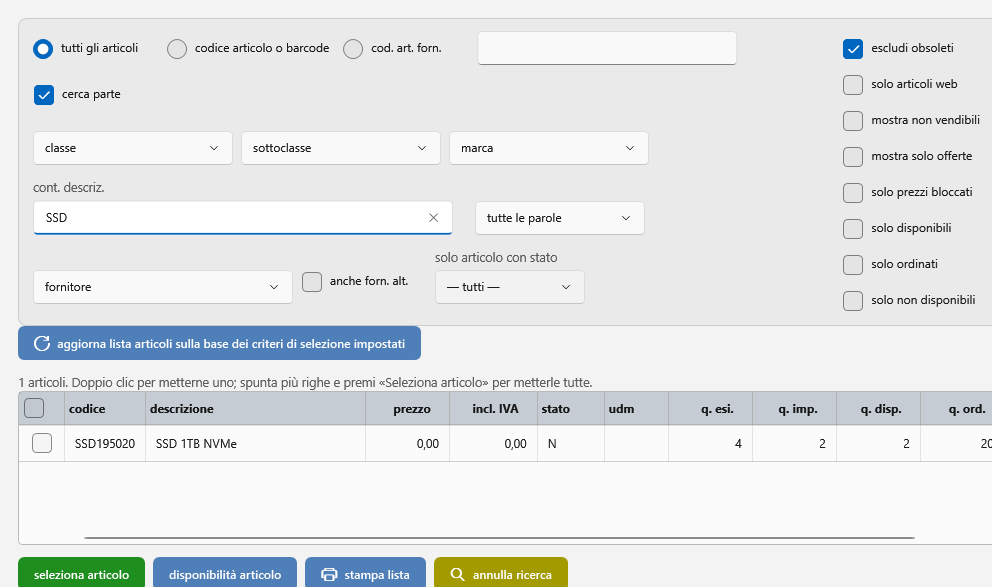 tutti gli articoli codice articolo o barcode cod. art. forn. escludi obsoleti
cerca parte solo articoli web
mostra non vendibili
classe sottoclasse marca mostra solo offerte
cont. descriz. solo prezzi bloccati
SSD tutte le parole solo disponibili
solo articolo con stato solo ordinati
fornitore anche forn. alt. — tutti — solo non disponibili
aggiorna lista articoli sulla base dei criteri di selezione impostati
1 articoli. Doppio clic per metterne uno; spunta più righe e premi «Seleziona articolo» per metterle tutte.
codice descrizione prezzo incl. IVA stato udm q. esi. q. imp. q. disp. q. ord.
SSD195020 SSD 1TB NVMe 0,00 0,00 N 4 2 2 20
seleziona articolo disponibilità articolo stampa lista annulla ricerca